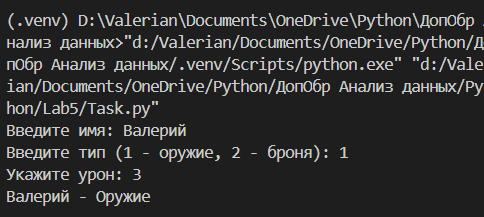 (.venv) D:\Valerian\Documents\OneDrive\Python\ДопОбр А
нализ данных>"d:/Valerian/Documents/OneDrive/Python/Д
пОбр Анализ данных/.venv/Scripts/python.exe" "d:/Vale
ian/Documents/OneDrive/Python/ДопОбр Анализ данных/Py
hon/Lab5/Task.py"
Введите имя: Валерий
Введите тип (1 - оружие, 2 - броня): 1
Укажите урон: 3
Валерий - Оружие